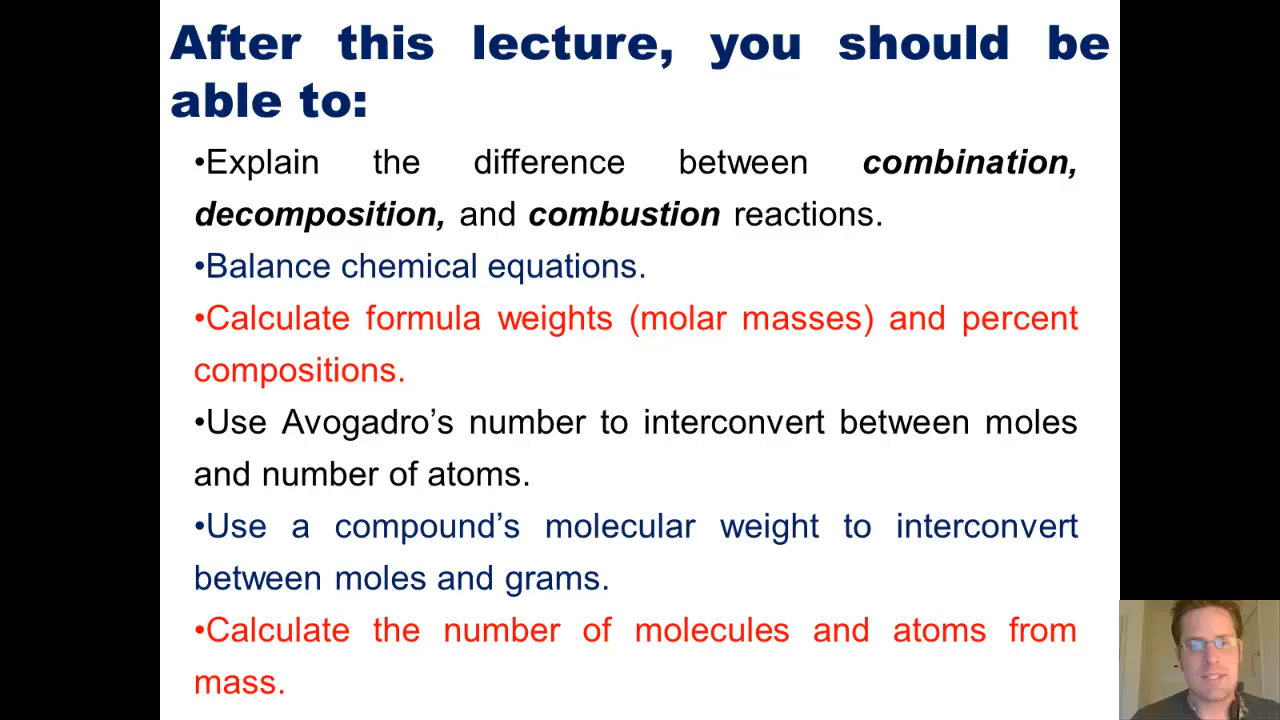 After this lecture, you should be
able to:
•Explain the difference between combination,
decomposition, and combustion reactions.
•Balance chemical equations.
•Calculate formula weights (molar masses) and percent
compositions.
•Use Avogadro’s number to interconvert between moles
and number of atoms.
•Use a compound’s molecular weight to interconvert
between moles and grams.
•Calculate the number of molecules and atoms from
mass.